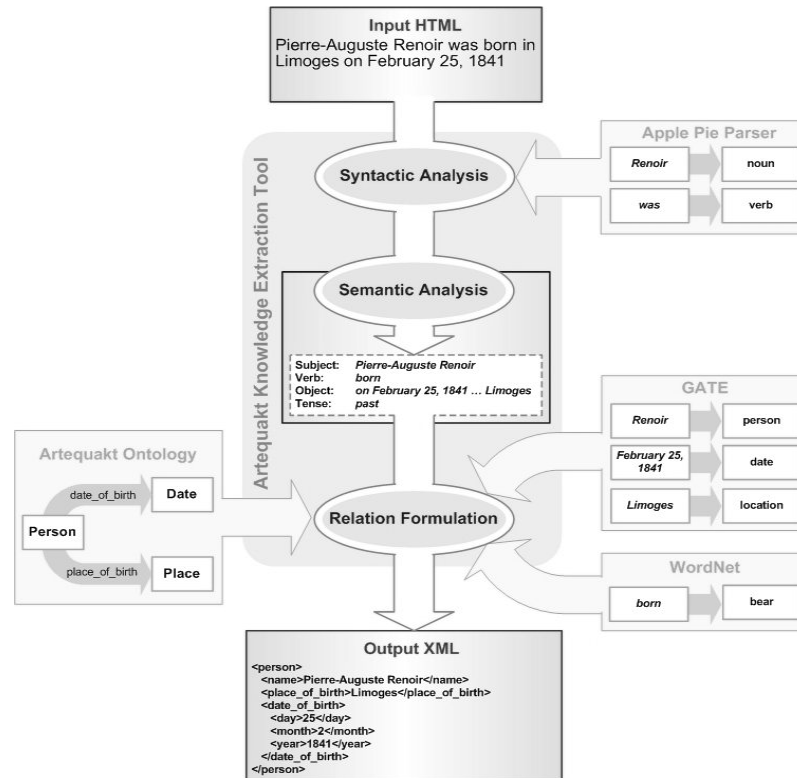 Input HTML
Pierre-Auguste Renoir was born in
Limoges on February 25, 1841
Artequakt Knowledge Extraction Tool
Syntactic Analysis
Apple Pie Parser
Renoir
noun
was
verb
Semantic Analysis
Subject: Pierre-Auguste Renoir
Verb: born
Object: on February 25, 1841 ... Limoges
Tense: past
GATE
Renoir
person
February 25,
1841
date
Limoges
location
Artequakt Ontology
date_of_birth
Date
Person
place_of_birth
Place
Relation Formulation
WordNet
born
bear
Output XML
<person>
<name>Pierre-Auguste Renoir</name>
<place_of_birth>Limoges</place_of_birth>
<date_of_birth>
<day>25</day>
<month>2</month>
<year>1841</year>
</date_of_birth>
</person>